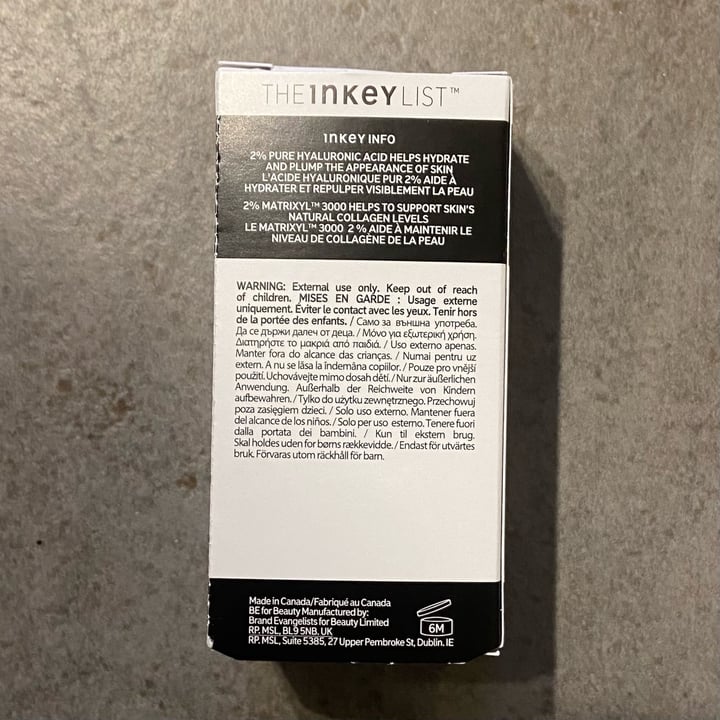 THE INKEY LIST™
INKEY INFO
2% PURE HYALURONIC ACID HELPS HYDRATE
AND PLUMP THE APPEARANCE OF SKIN
L'ACIDE HYALURONIQUE PUR 2% AIDE À
HYDRATER ET REPULPER VISIBLEMENT LA PEAU
2% MATRIXYL™ 3000 HELPS TO SUPPORT SKIN'S
NATURAL COLLAGEN LEVELS
LE MATRIXYL™ 3000 2 % AIDE À MAINTENIR LE
NIVEAU DE COLLAGÈNE DE LA PEAU
WARNING: External use only. Keep out of reach
of children. MISES EN GARDE : Usage externe
uniquement. Éviter le contact avec les yeux. Tenir hors
de la portée des enfants. / Само за външна употреба.
Да се държи далеч от деца. / Μόνο για εξωτερική χρήση.
Διατηρήστε το μακριά από παιδιά. / Uso externo apenas.
Manter fora do alcance das crianças. / Numai pentru uz
extern. A nu se lăsa la îndemâna copiilor. / Pouze pro vnější
použití. Uchovávejte mimo dosah dětí. / Nur zur äußerlichen
Anwendung. Außerhalb der Reichweite von Kindern
aufbewahren. / Tylko do użytku zewnętrznego. Przechowuj
poza zasięgiem dzieci. / Solo uso externo. Mantener fuera
del alcance de los niños. / Solo per uso esterno. Tenere fuori
dalla portata dei bambini. / Kun til ekstern brug.
Skal holdes uden for børns rækkevidde. / Endast för utvärtes
bruk. Förvaras utom räckhåll för barn.
Made in Canada/Fabriqué au Canada
BE for Beauty Manufactured by:
Brand Evangelists for Beauty Limited
RP. MSL, BL9 5NB. UK
RP. MSL, Suite 5385, 27 Upper Pembroke St, Dublin. IE
6M